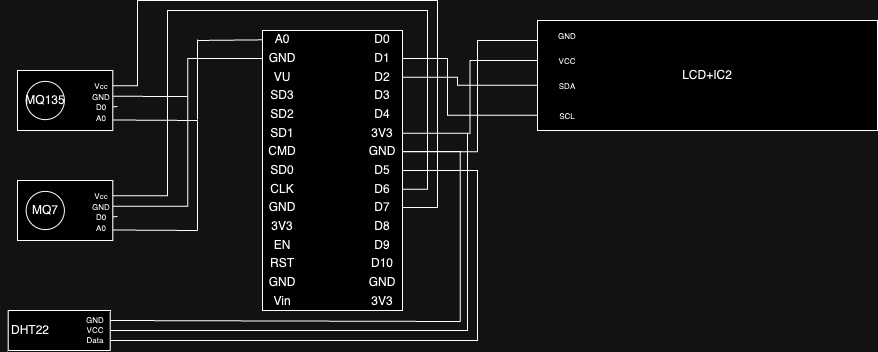 MQ135
Vcc
GND
D0
A0
MQ7
Vcc
GND
D0
A0
DHT22
GND
VCC
Data
A0 D0
GND D1
VU D2
SD3 D3
SD2 D4
SD1 3V3
CMD GND
SD0 D5
CLK D6
GND D7
3V3 D8
EN D9
RST D10
GND GND
Vin 3V3
GND
VCC
SDA
SCL
LCD+IC2